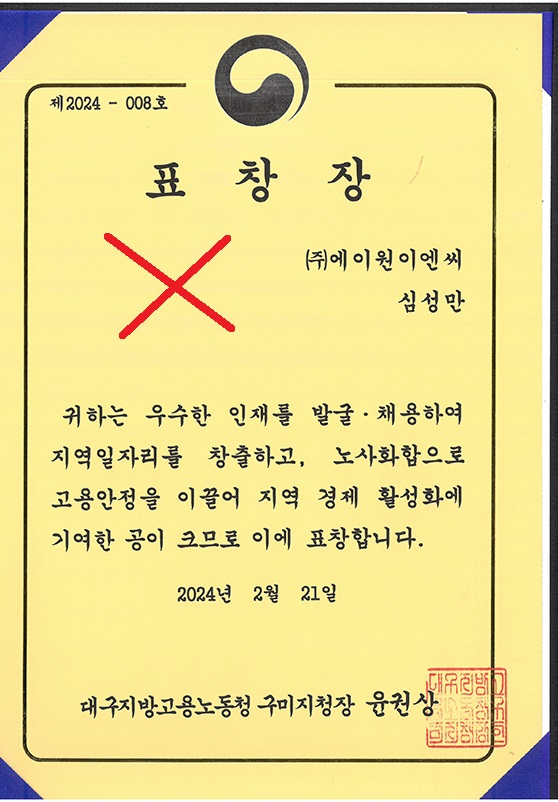 제2024 - 008호
표 창 장
㈜에이원이엔씨
심성만
귀하는 우수한 인재를 발굴·채용하여
지역일자리를 창출하고, 노사화합으로
고용안정을 이끌어 지역 경제 활성화에
기여한 공이 크므로 이에 표창합니다.
2024년 2월 21일
대구지방고용노동청 구미지청장 윤권상